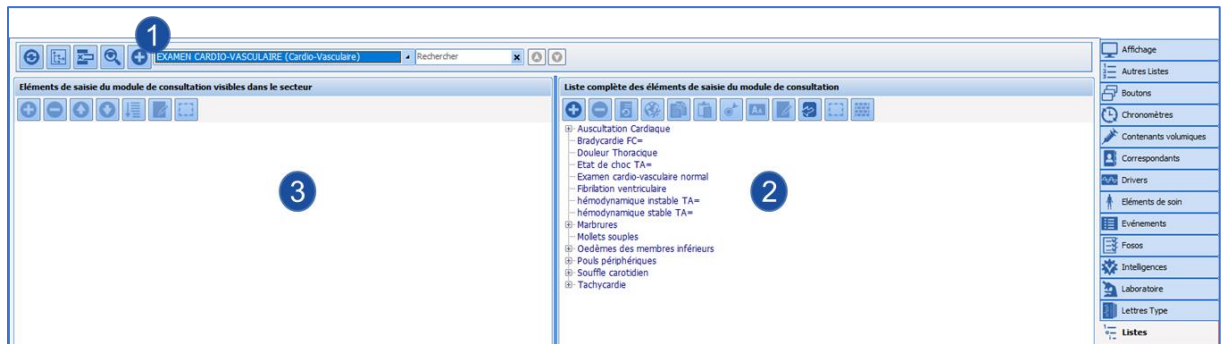 1
EXAMEN CARDIO-VASCULAIRE (Cardio-Vasculaire)
Rechercher
Eléments de saisie du module de consultation visibles dans le secteur
3
Liste complète des éléments de saisie du module de consultation
Aa
Auscultation Cardiaque
Bradycardie FC=
Douleur Thoracique
Etat de choc TA=
Examen cardio-vasculaire normal
Fibrilation ventriculaire
hémodynamique instable TA=
hémodynamique stable TA=
Marbrures
Mollets souples
Oedèmes des membres inférieurs
Pouls périphériques
Souffle carotidien
Tachycardie
2
Affichage
Autres Listes
Boutons
Chronomètres
Contenants volumiques
Correspondants
Drivers
Eléments de soin
Evénements
Fosos
Intelligences
Laboratoire
Lettres Type
Listes